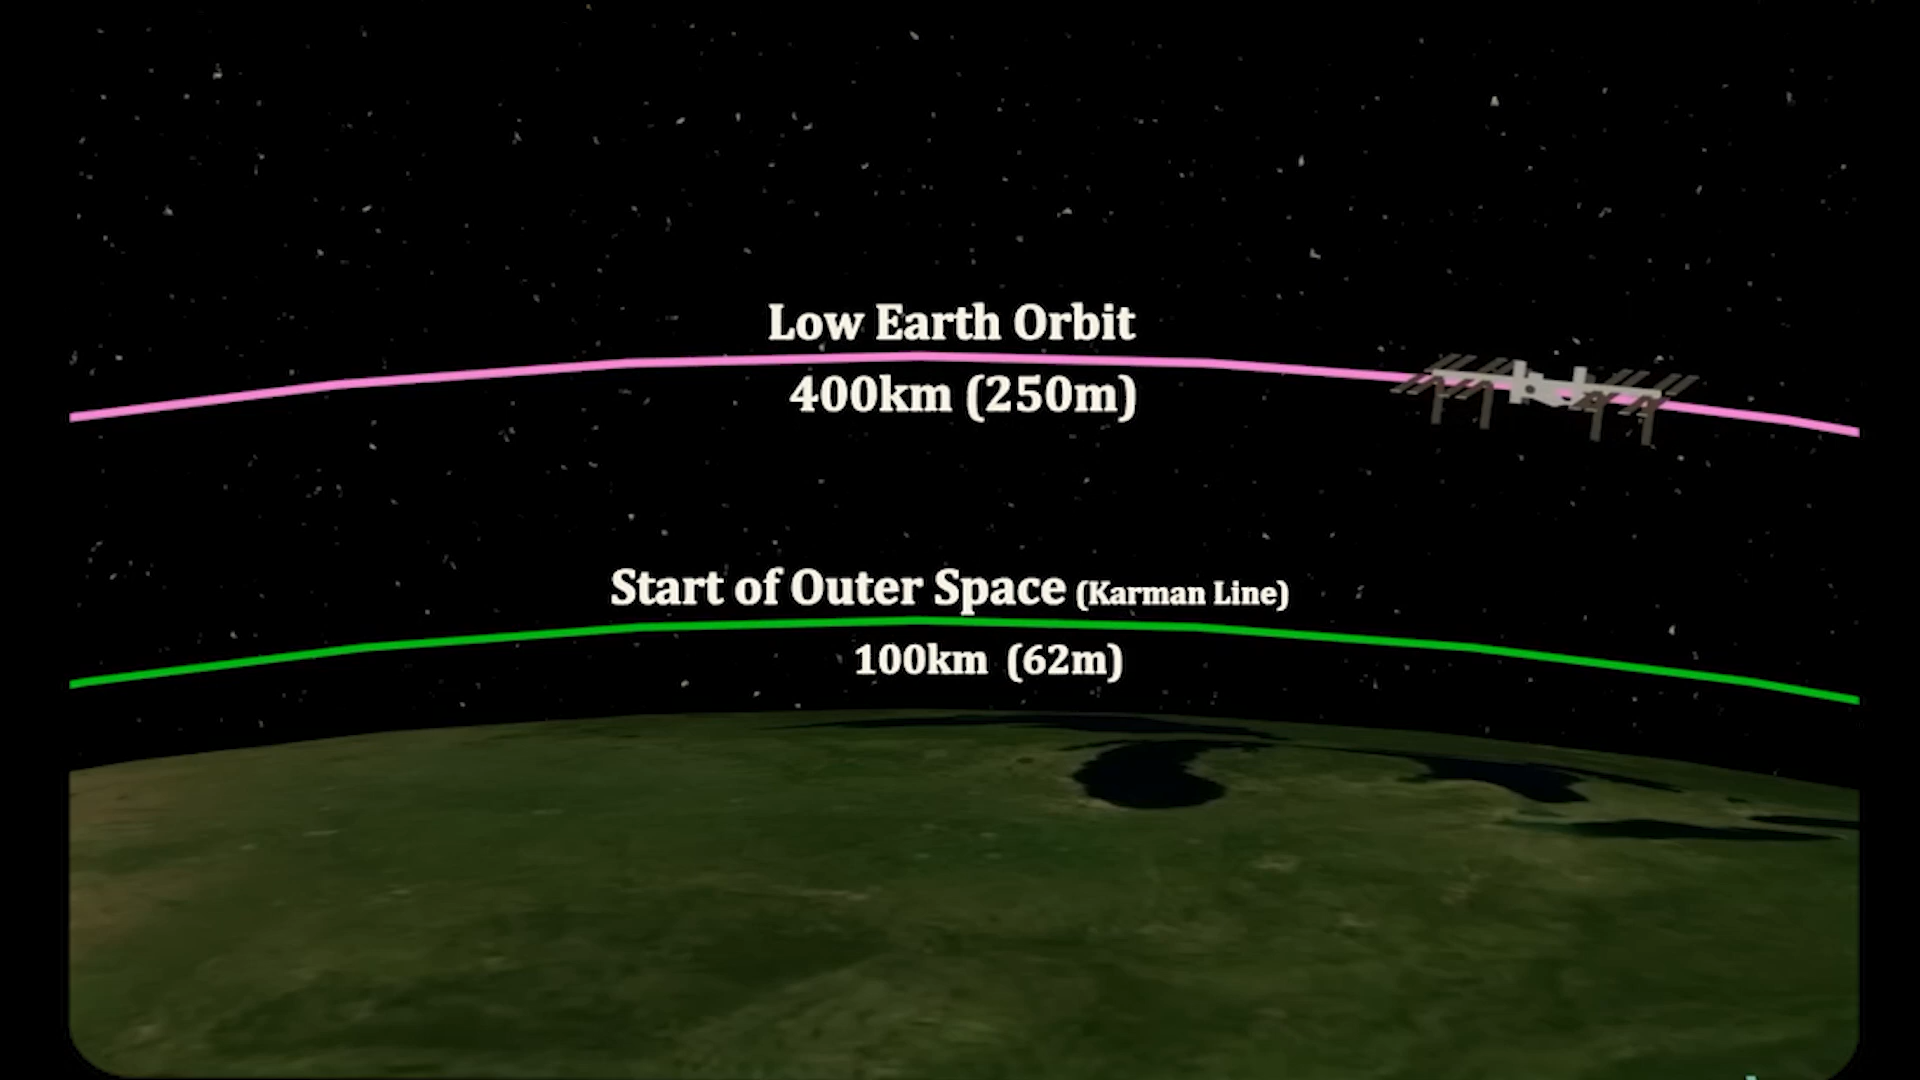 Low Earth Orbit
400km (250m)
Start of Outer Space (Karman Line)
100km (62m)